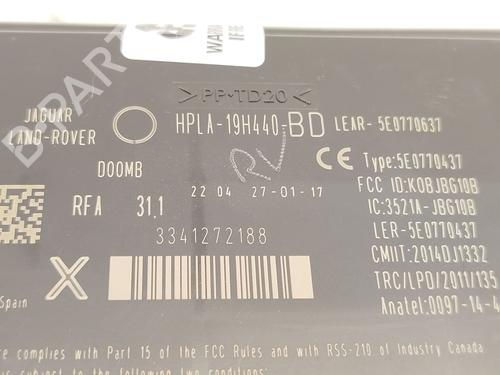 >PP-TD20<
JAGUAR
LAND-ROVER
HPLA-19H440-BD
LEAR- 5E0770637
D00MB
CE Type:5E0770437
FCC ID:KOBJBG10B
RFA 31,1
22 04 27-01-17
IC:3521A-JBG10B
LER-5E0770437
3341272188
CMIIT:2014DJ1332
TRC/LPD/2011/135
X
Spain
Anatel:0097-14-4
re complies with Part 15 of the FCC Rules and with RSS-210 of Industry Canada